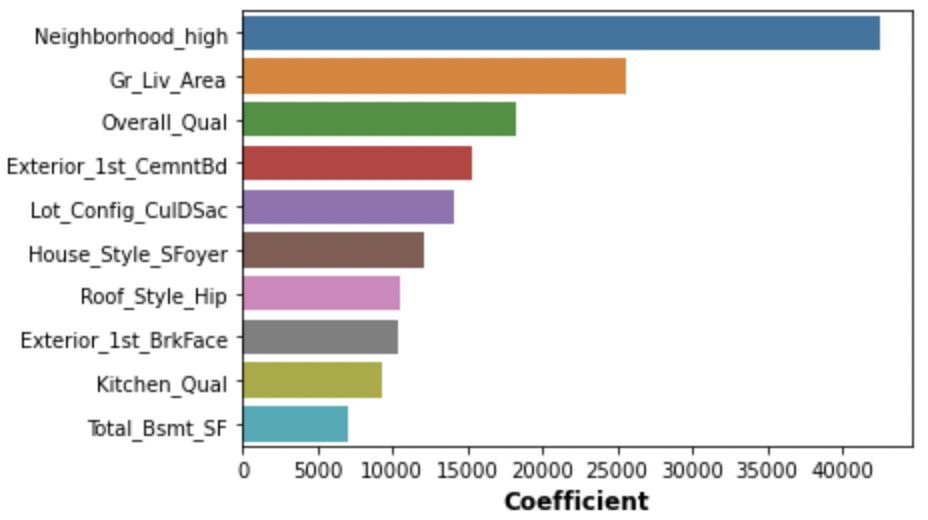 Neighborhood_high
Gr_Liv_Area
Overall_Qual
Exterior_1st_CemntBd
Lot_Config_CulDSac
House_Style_SFoyer
Roof_Style_Hip
Exterior_1st_BrkFace
Kitchen_Qual
Total_Bsmt_SF
0 5000 10000 15000 20000 25000 30000 35000 40000
Coefficient